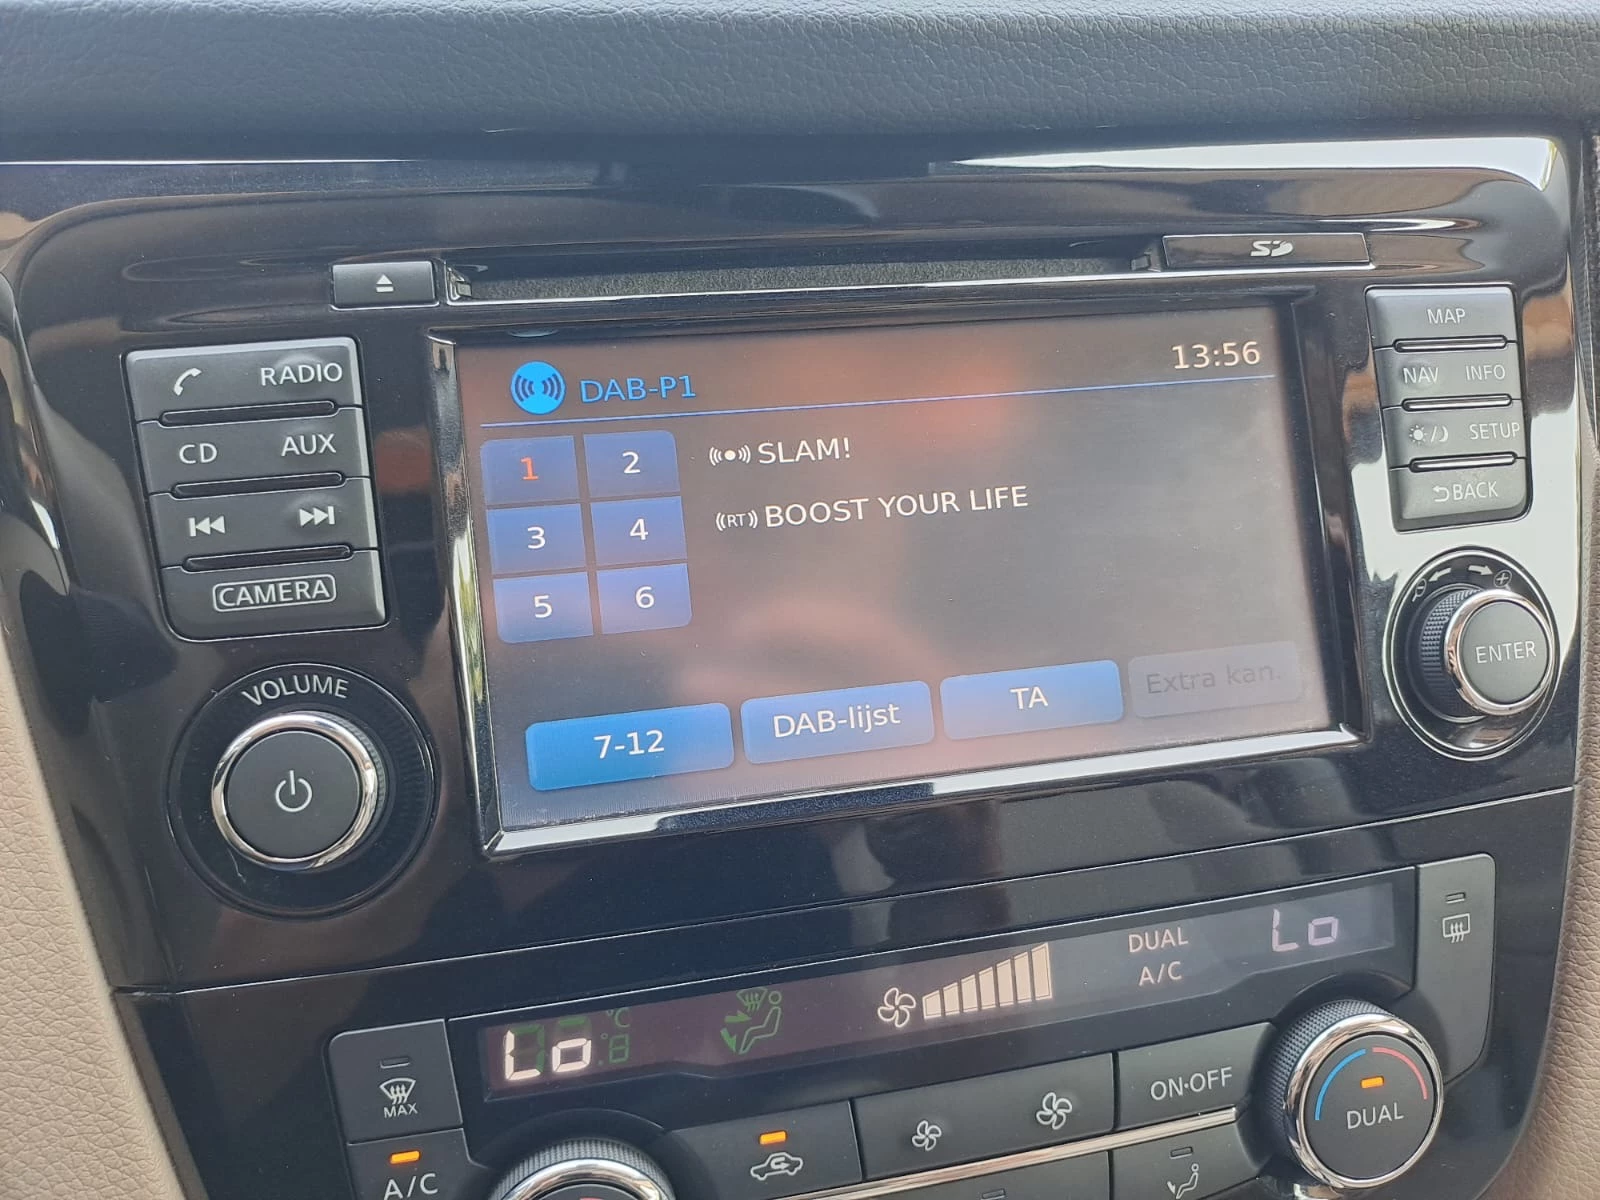 SD
MAP
RADIO
NAV INFO
CD AUX
SETUP
BACK
CAMERA
VOLUME
ENTER
DAB-P1
13:56
1 2
3 4
5 6
SLAM!
((RT)) BOOST YOUR LIFE
7-12
DAB-lijst
TA
Extra kan.
DUAL
A/C
Lo
Lo
°C
MAX
A/C
ON·OFF
DUAL